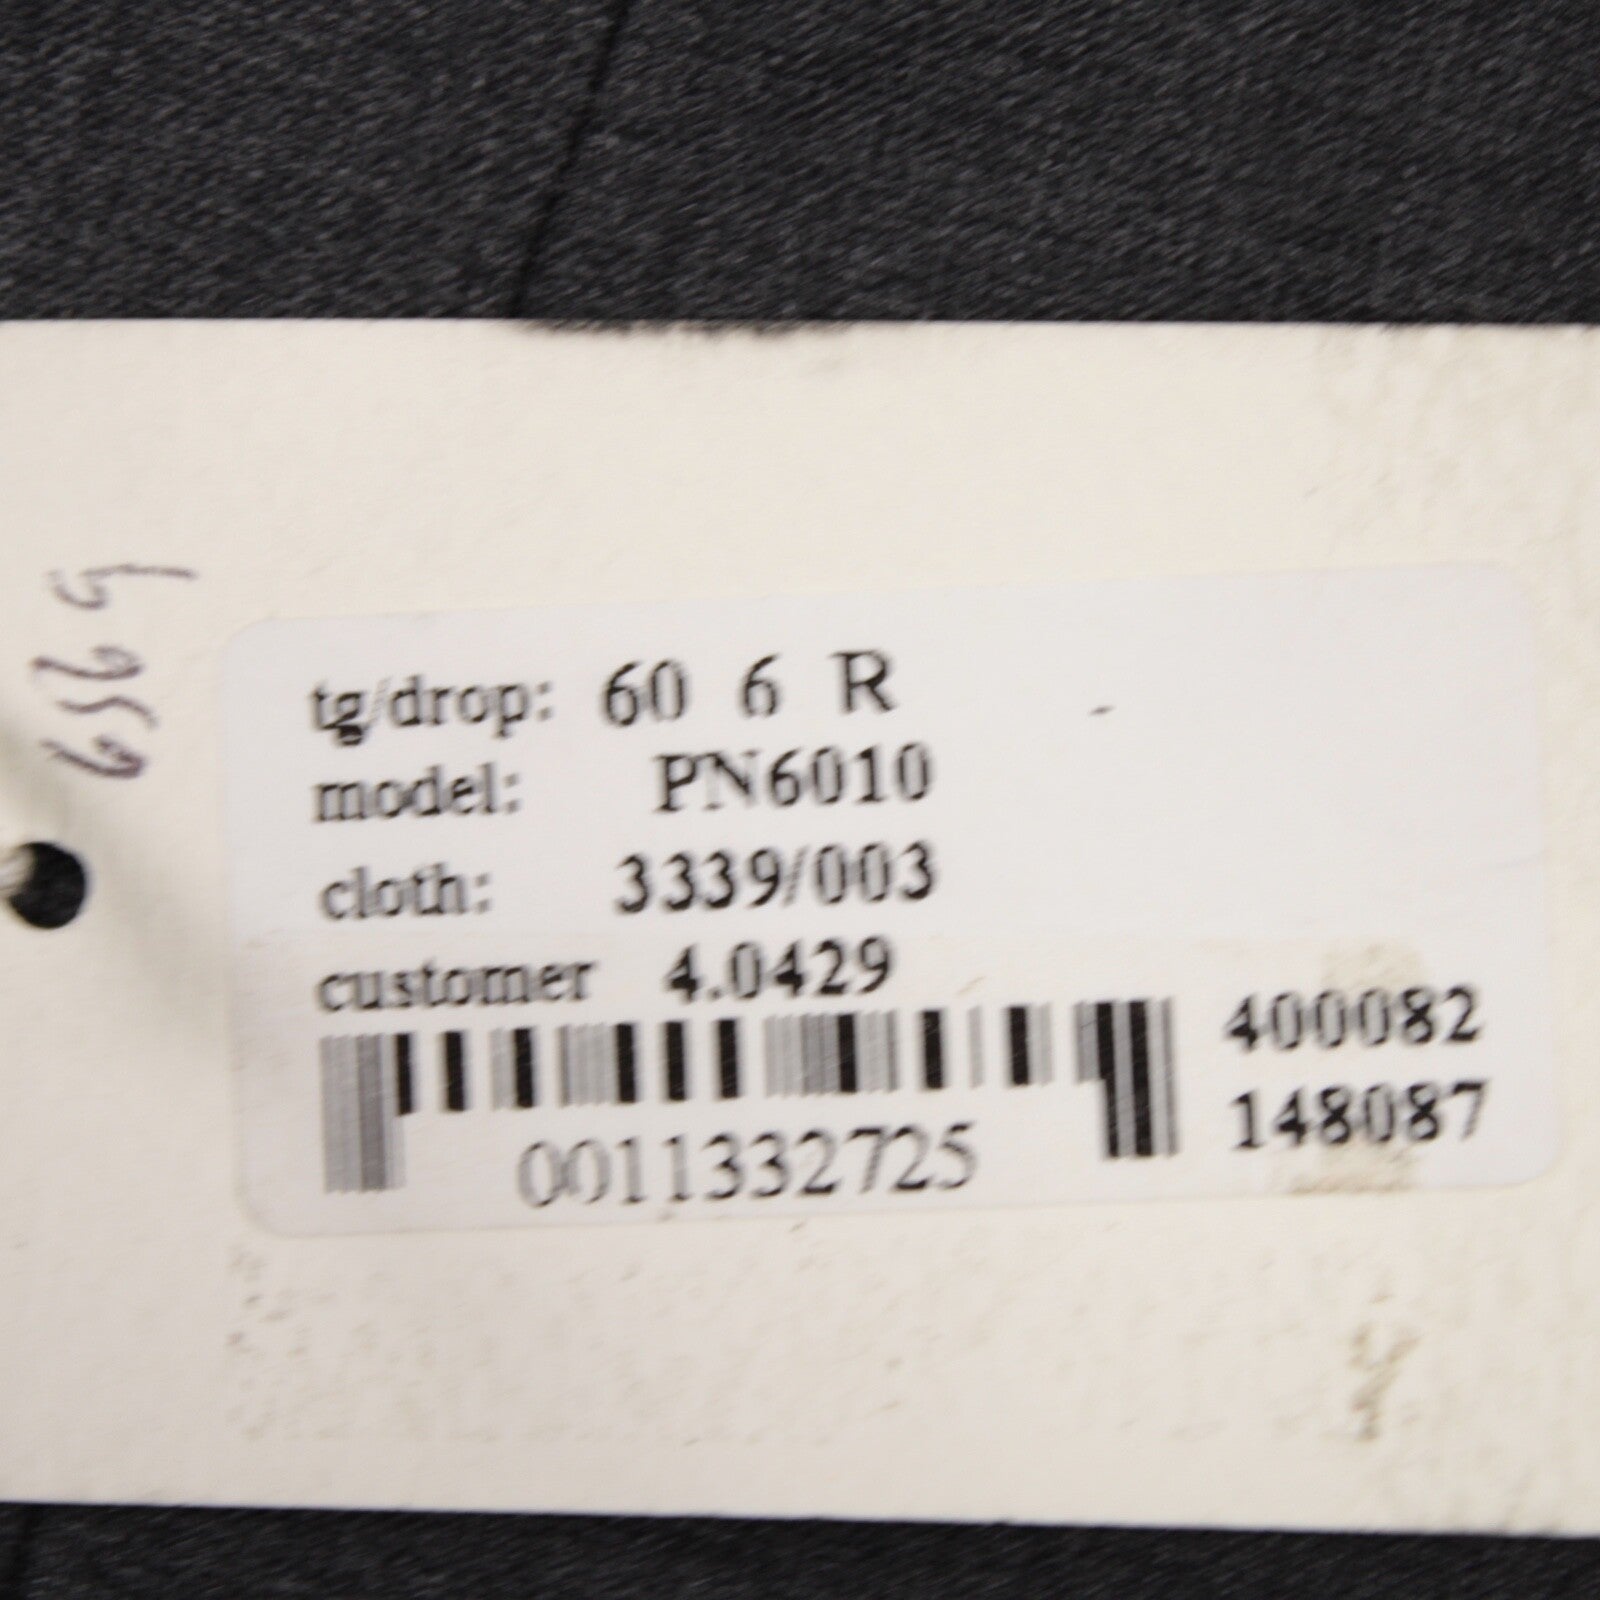 tg/drop: 60 6 R
model: PN6010
cloth: 3339/003
customer 4.0429
400082
148087
0011332725